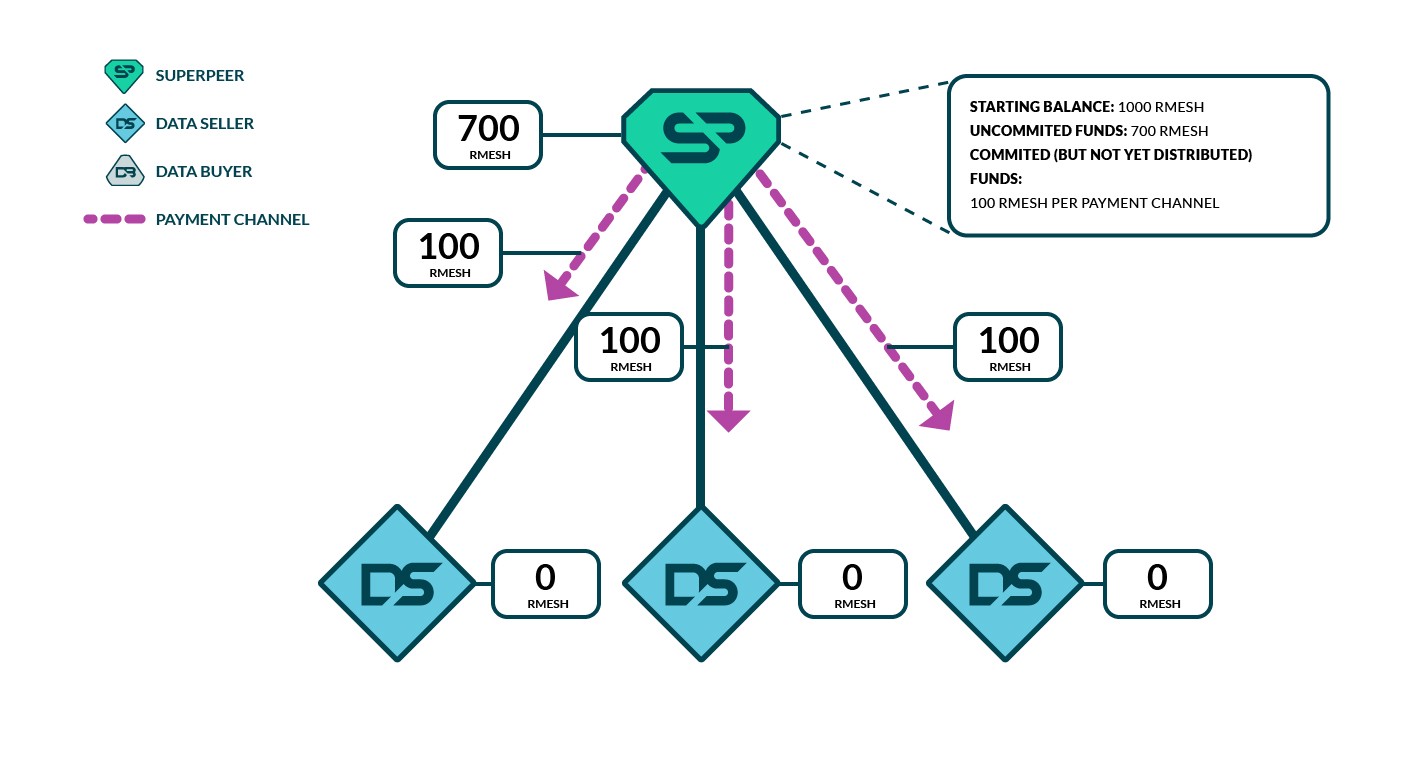 SP
SUPERPEER
DS
DATA SELLER
DB
DATA BUYER
PAYMENT CHANNEL
700
RMESH
SP
STARTING BALANCE: 1000 RMESH
UNCOMMITED FUNDS: 700 RMESH
COMMITED (BUT NOT YET DISTRIBUTED)
FUNDS:
100 RMESH PER PAYMENT CHANNEL
100
RMESH
100
RMESH
100
RMESH
DS
0
RMESH
DS
0
RMESH
DS
0
RMESH